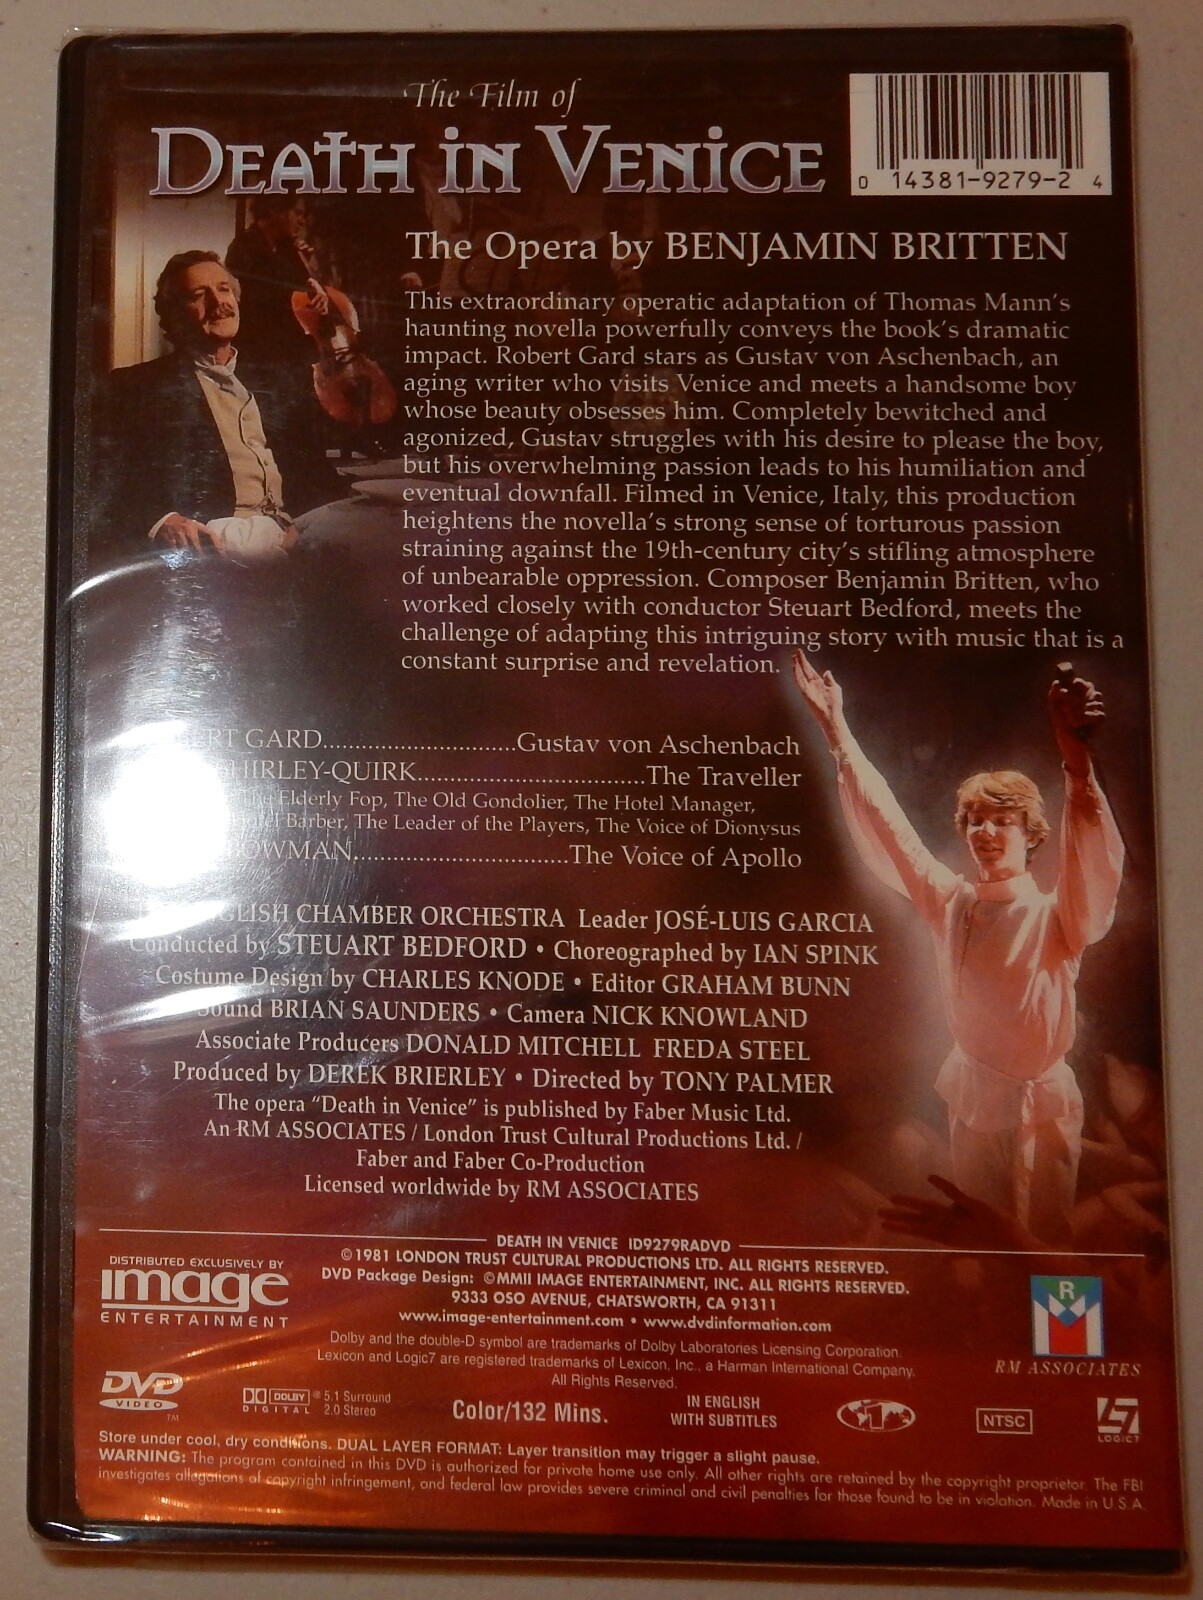 The Film of
DEATH IN VENICE
0 14381-9279-2 4
The Opera by BENJAMIN BRITTEN
This extraordinary operatic adaptation of Thomas Mann's
haunting novella powerfully conveys the book's dramatic
impact. Robert Gard stars as Gustav von Aschenbach, an
aging writer who visits Venice and meets a handsome boy
whose beauty obsesses him. Completely bewitched and
agonized, Gustav struggles with his desire to please the boy,
but his overwhelming passion leads to his humiliation and
eventual downfall. Filmed in Venice, Italy, this production
heightens the novella's strong sense of torturous passion
straining against the 19th-century city's stifling atmosphere
of unbearable oppression. Composer Benjamin Britten, who
worked closely with conductor Steuart Bedford, meets the
challenge of adapting this intriguing story with music that is a
constant surprise and revelation.
GARD..............................Gustav von Aschenbach
SHIRLEY-QUIRK...................................The Traveller
The Elderly Fop, The Old Gondolier, The Hotel Manager,
Hotel Barber, The Leader of the Players, The Voice of Dionysus
BOWMAN.................................The Voice of Apollo
ENGLISH CHAMBER ORCHESTRA Leader JOSÉ-LUIS GARCIA
Conducted by STEUART BEDFORD • Choreographed by IAN SPINK
Costume Design by CHARLES KNODE • Editor GRAHAM BUNN
Sound BRIAN SAUNDERS • Camera NICK KNOWLAND
Associate Producers DONALD MITCHELL FREDA STEEL
Produced by DEREK BRIERLEY • Directed by TONY PALMER
The opera "Death in Venice" is published by Faber Music Ltd.
An RM ASSOCIATES / London Trust Cultural Productions Ltd. /
Faber and Faber Co-Production
Licensed worldwide by RM ASSOCIATES
DEATH IN VENICE ID9279RADVD
©1981 LONDON TRUST CULTURAL PRODUCTIONS LTD. ALL RIGHTS RESERVED.
DVD Package Design: ©MMII IMAGE ENTERTAINMENT, INC. ALL RIGHTS RESERVED.
9333 OSO AVENUE, CHATSWORTH, CA 91311
www.image-entertainment.com • www.dvdinformation.com
DISTRIBUTED EXCLUSIVELY BY
image
ENTERTAINMENT
R M
RM ASSOCIATES
Dolby and the double-D symbol are trademarks of Dolby Laboratories Licensing Corporation.
Lexicon and Logic7 are registered trademarks of Lexicon, Inc., a Harman International Company.
All Rights Reserved.
DVD
VIDEO
TM
DOLBY
DIGITAL
® 5.1 Surround
2.0 Stereo
Color/132 Mins.
IN ENGLISH
WITH SUBTITLES
1
NTSC
L7
LOGIC7
Store under cool, dry conditions. DUAL LAYER FORMAT: Layer transition may trigger a slight pause.
WARNING: The program contained in this DVD is authorized for private home use only. All other rights are retained by the copyright proprietor. The FBI
investigates allegations of copyright infringement, and federal law provides severe criminal and civil penalties for those found to be in violation. Made in U.S.A.